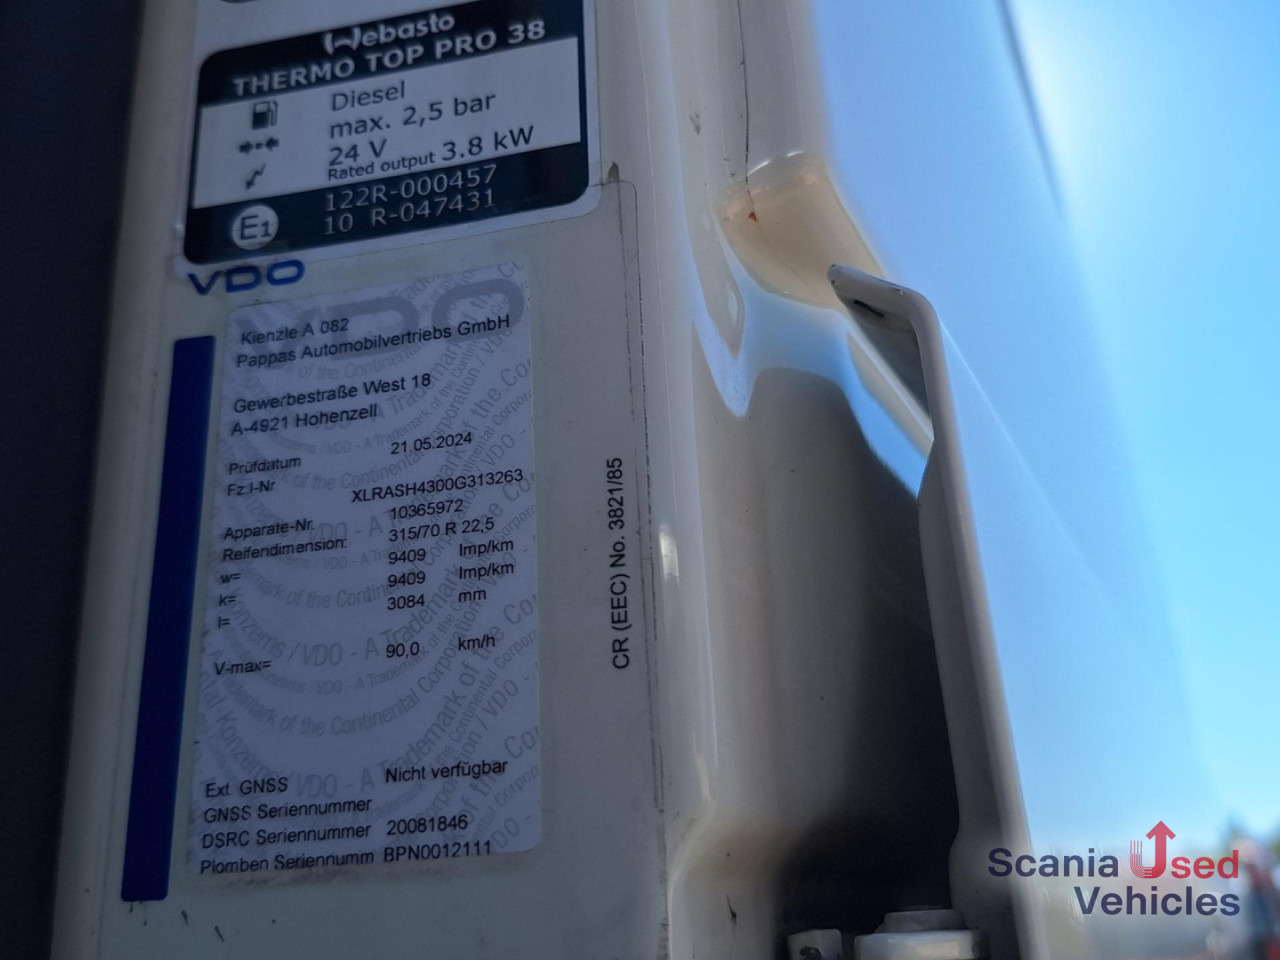 Webasto
THERMO TOP PRO 38
Diesel
max. 2,5 bar
24 V
Rated output 3.8 kW
E1
122R-000457
10 R-047431
VDO
Kienzle A 082
Pappas Automobilvertriebs GmbH
Gewerbestraße West 18
A-4921 Hohenzell
Prüfdatum 21.05.2024
Fz.I-Nr XLRASH4300G313263
Apparate-Nr. 10365972
Reifendimension: 315/70 R 22,5
w= 9409 Imp/km
k= 9409 Imp/km
l= 3084 mm
V-max= 90,0 km/h
Ext GNSS Nicht verfügbar
GNSS Seriennummer
DSRC Seriennummer 20081846
Plomben Seriennumm BPN0012111
CR (EEC) No. 3821/85
Scania Used
Vehicles